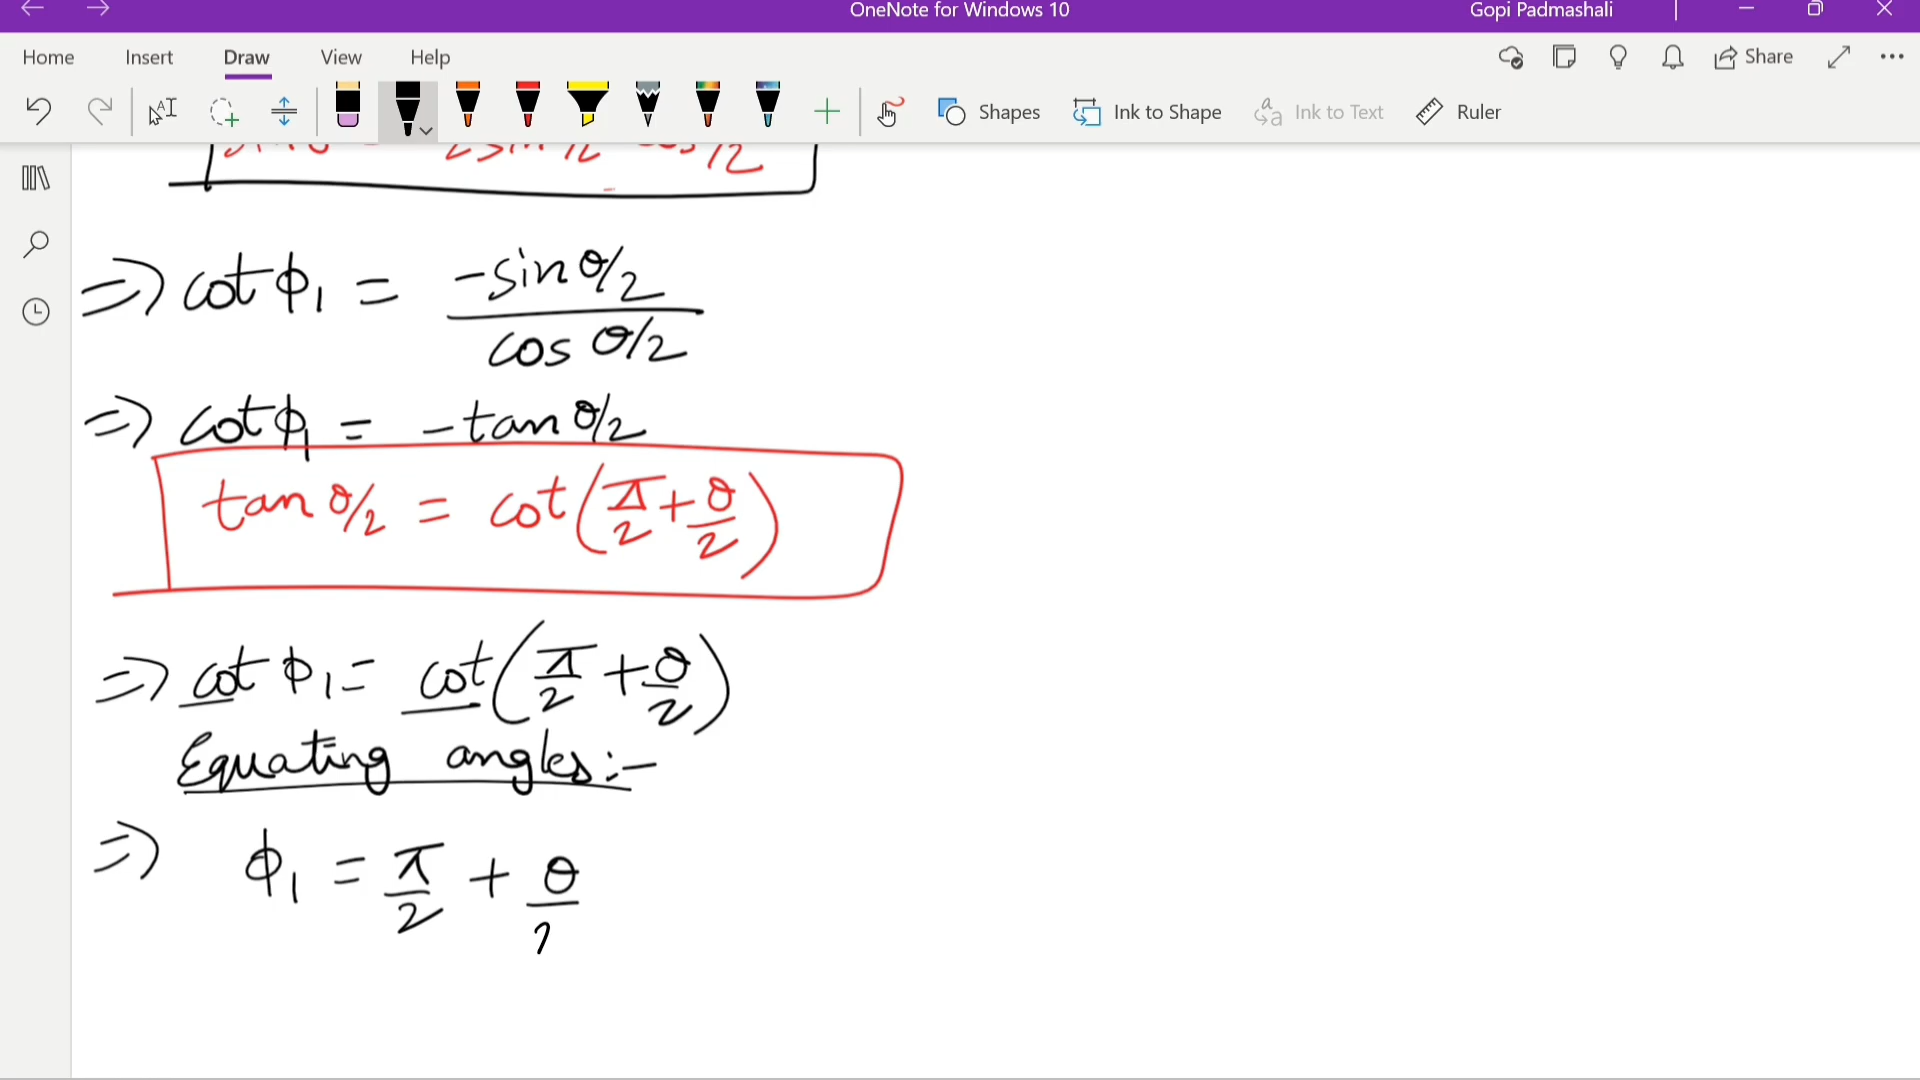 OneNote for Windows 10
Gopi Padmashali
Home Insert Draw View Help
Share
Shapes Ink to Shape Ink to Text Ruler
⇒ cot ϕ₁ = -sin θ/2 / cos θ/2
⇒ cot ϕ₁ = -tan θ/2
tan θ/2 = cot(π/2 + θ/2)
⇒ cot ϕ₁ = cot(π/2 + θ/2)
Equating angles:-
⇒ ϕ₁ = π/2 + θ/2